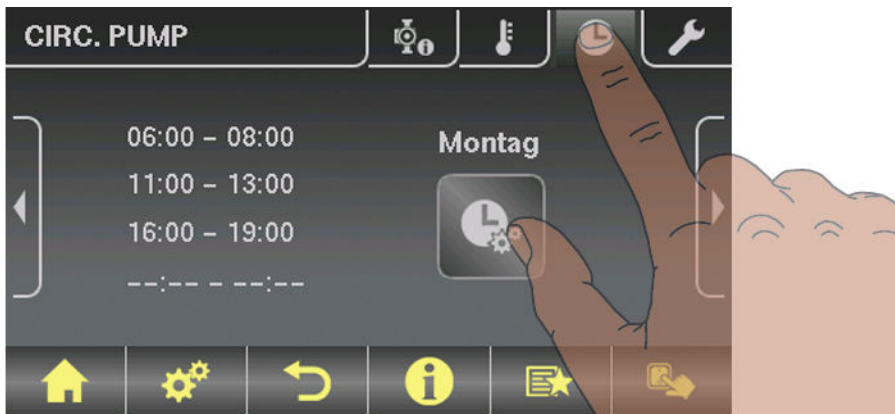 CIRC. PUMP
06:00 – 08:00
Montag
11:00 – 13:00
16:00 – 19:00
--:-- – --:--